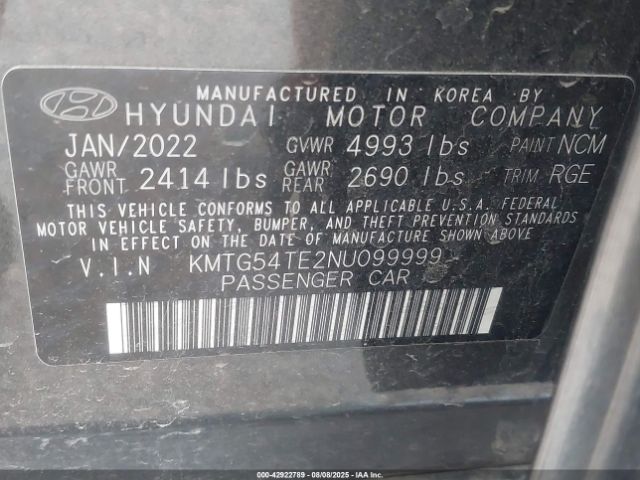 MANUFACTURED IN KOREA BY
HYUNDAI MOTOR COMPANY
JAN/2022 GVWR 4993 lbs PAINT NCM
GAWR FRONT 2414 lbs GAWR REAR 2690 lbs TRIM RGE
THIS VEHICLE CONFORMS TO ALL APPLICABLE U.S.A. FEDERAL
MOTOR VEHICLE SAFETY, BUMPER, AND THEFT PREVENTION STANDARDS
IN EFFECT ON THE DATE OF MANUFACTURE SHOWN ABOVE.
V.I.N KMTG54TE2NU099999
PASSENGER CAR
000-42922789 - 08/08/2025 - copart.com